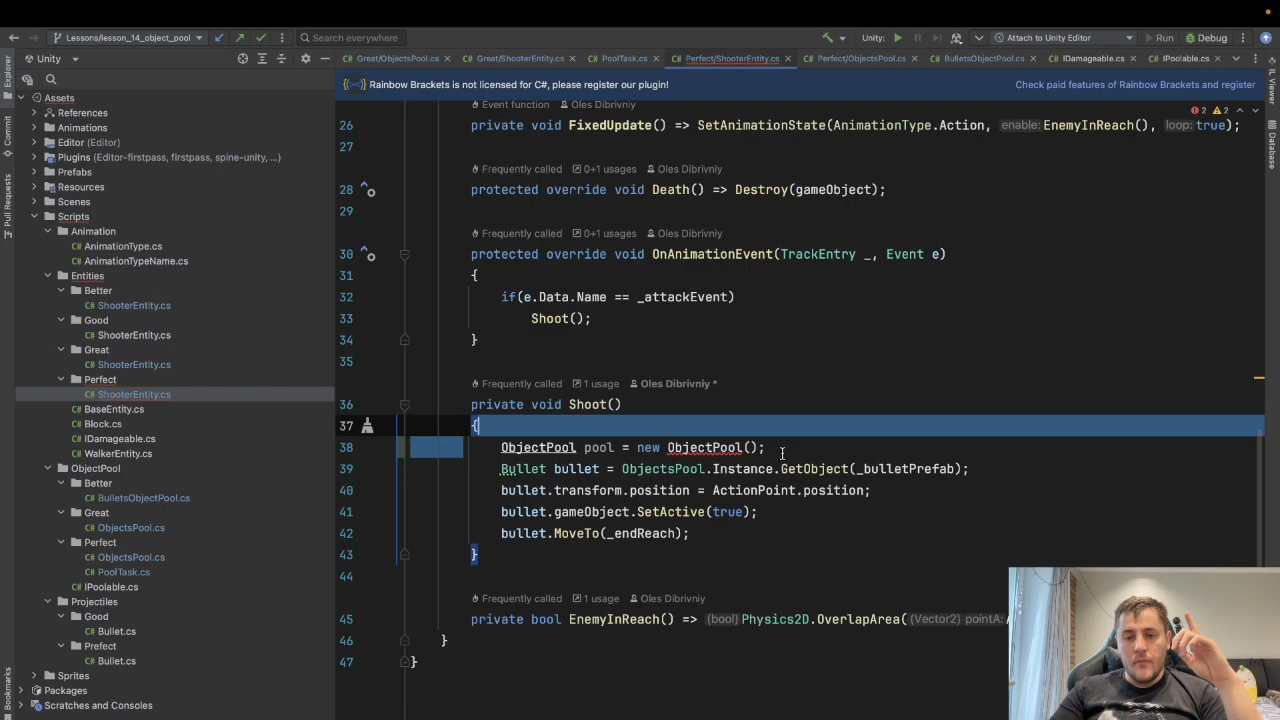 Lessons/lesson_14_object_pool
Search everywhere
Unity:
Attach to Unity Editor
Run
Debug
Unity
Great/ObjectsPool.cs
Great/ShooterEntity.cs
PoolTask.cs
Perfect/ShooterEntity.cs
Perfect/ObjectsPool.cs
BulletsObjectPool.cs
IDamageable.cs
IPoolable.cs
Rainbow Brackets is not licensed for C#, please register our plugin!
Check paid features of Rainbow Brackets and register
Explorer
Commit
Pull Requests
Bookmarks
IL Viewer
Database
Assets
References
Animations
Editor (Editor)
Plugins (Editor-firstpass, firstpass, spine-unity, ...)
Prefabs
Resources
Scenes
Scripts
Animation
C# AnimationType.cs
C# AnimationTypeName.cs
Entities
Better
C# ShooterEntity.cs
Good
C# ShooterEntity.cs
Great
C# ShooterEntity.cs
Perfect
C# ShooterEntity.cs
C# BaseEntity.cs
C# Block.cs
C# IDamageable.cs
C# WalkerEntity.cs
ObjectPool
Better
C# BulletsObjectPool.cs
Great
C# ObjectsPool.cs
Perfect
C# ObjectsPool.cs
C# PoolTask.cs
C# IPoolable.cs
Projectiles
Good
C# Bullet.cs
Prefect
C# Bullet.cs
Sprites
Packages
Scratches and Consoles
2 2
Event function Oles Dibrivniy
26 private void FixedUpdate() => SetAnimationState(AnimationType.Action, enable: EnemyInReach(), loop: true);
27
Frequently called 0+1 usages Oles Dibrivniy
28 protected override void Death() => Destroy(gameObject);
29
Frequently called 0+1 usages Oles Dibrivniy
30 protected override void OnAnimationEvent(TrackEntry _, Event e)
31 {
32 if(e.Data.Name == _attackEvent)
33 Shoot();
34 }
35
Frequently called 1 usage Oles Dibrivniy *
36 private void Shoot()
37 {
38 ObjectPool pool = new ObjectPool();
39 Bullet bullet = ObjectsPool.Instance.GetObject(_bulletPrefab);
40 bullet.transform.position = ActionPoint.position;
41 bullet.gameObject.SetActive(true);
42 bullet.MoveTo(_endReach);
43 }
44
Frequently called 1 usage Oles Dibrivniy
45 private bool EnemyInReach() => (bool) Physics2D.OverlapArea( (Vector2) pointA:
46 }
47 }